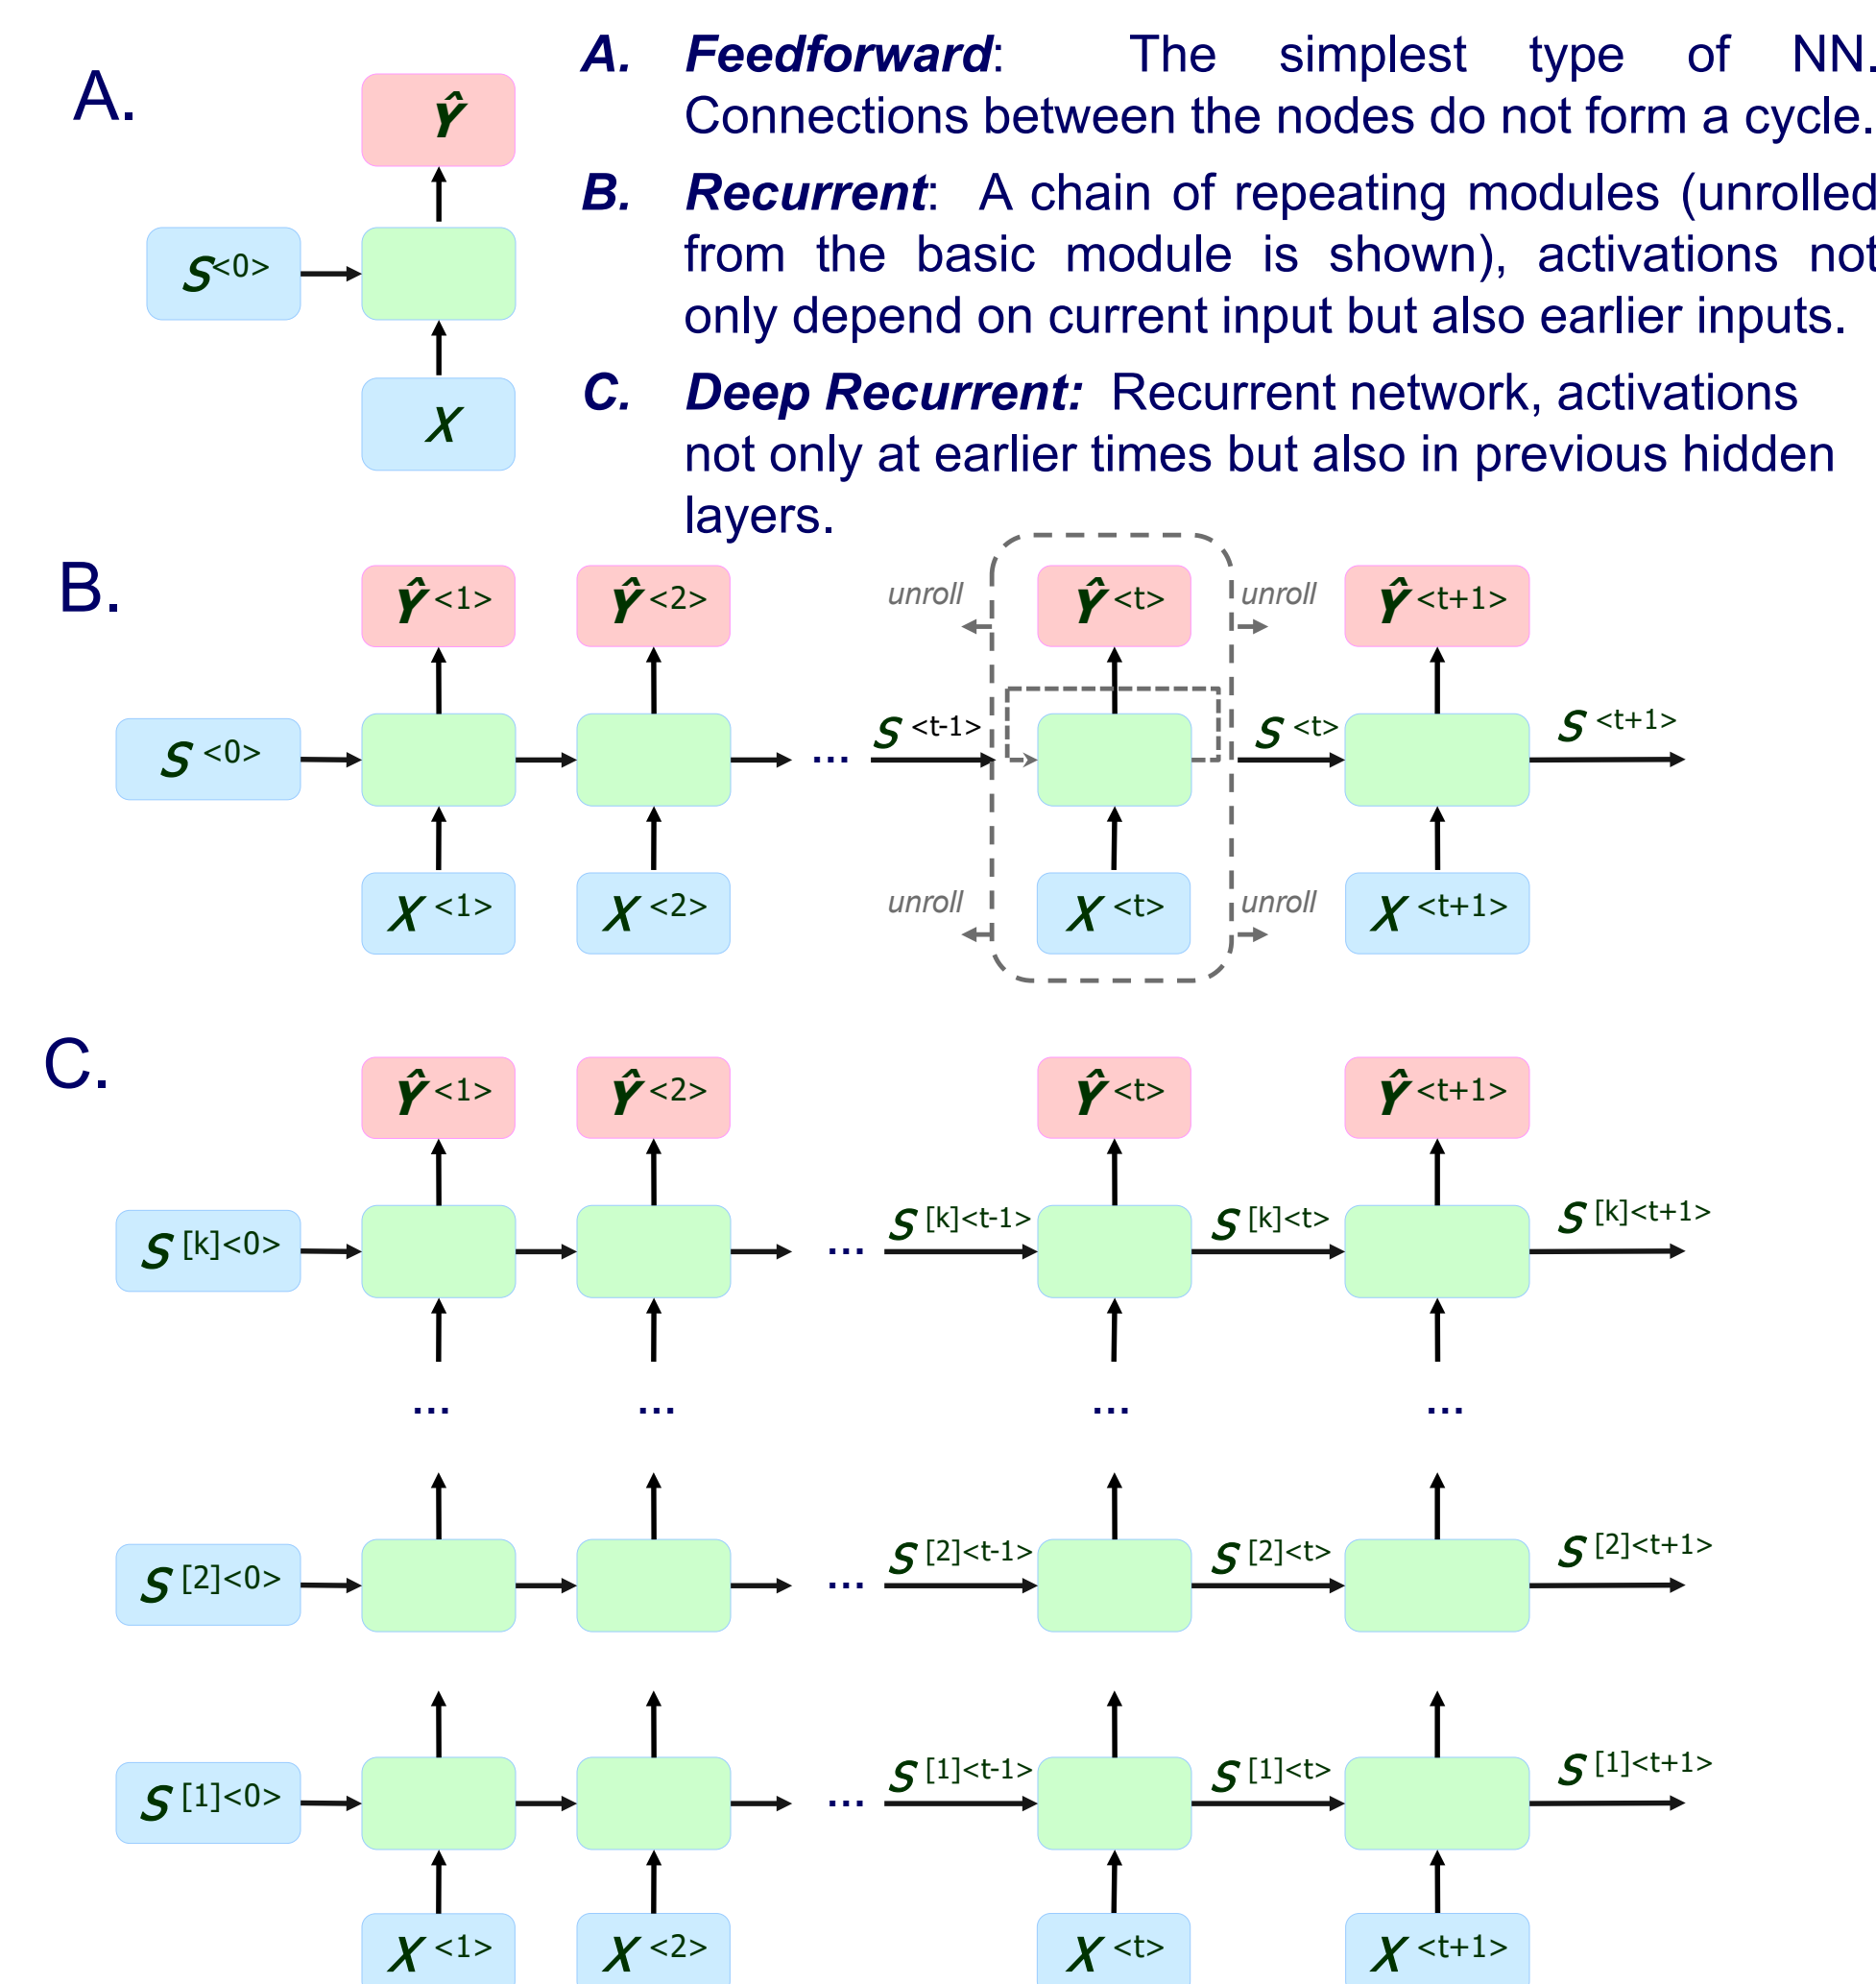 A.
A. Feedforward: The simplest type of NN.
Connections between the nodes do not form a cycle.
B. Recurrent: A chain of repeating modules (unrolled
from the basic module is shown), activations not
only depend on current input but also earlier inputs.
C. Deep Recurrent: Recurrent network, activations
not only at earlier times but also in previous hidden
layers.
Ŷ
S<0>
X
B.
Ŷ<1> Ŷ<2> unroll Ŷ<t> unroll Ŷ<t+1>
S<0> ... S<t-1> S<t> S<t+1>
X<1> X<2> unroll X<t> unroll X<t+1>
C.
Ŷ<1> Ŷ<2> Ŷ<t> Ŷ<t+1>
S[k]<0> ... S[k]<t-1> S[k]<t> S[k]<t+1>
... ... ... ...
S[2]<0> ... S[2]<t-1> S[2]<t> S[2]<t+1>
S[1]<0> ... S[1]<t-1> S[1]<t> S[1]<t+1>
X<1> X<2> X<t> X<t+1>